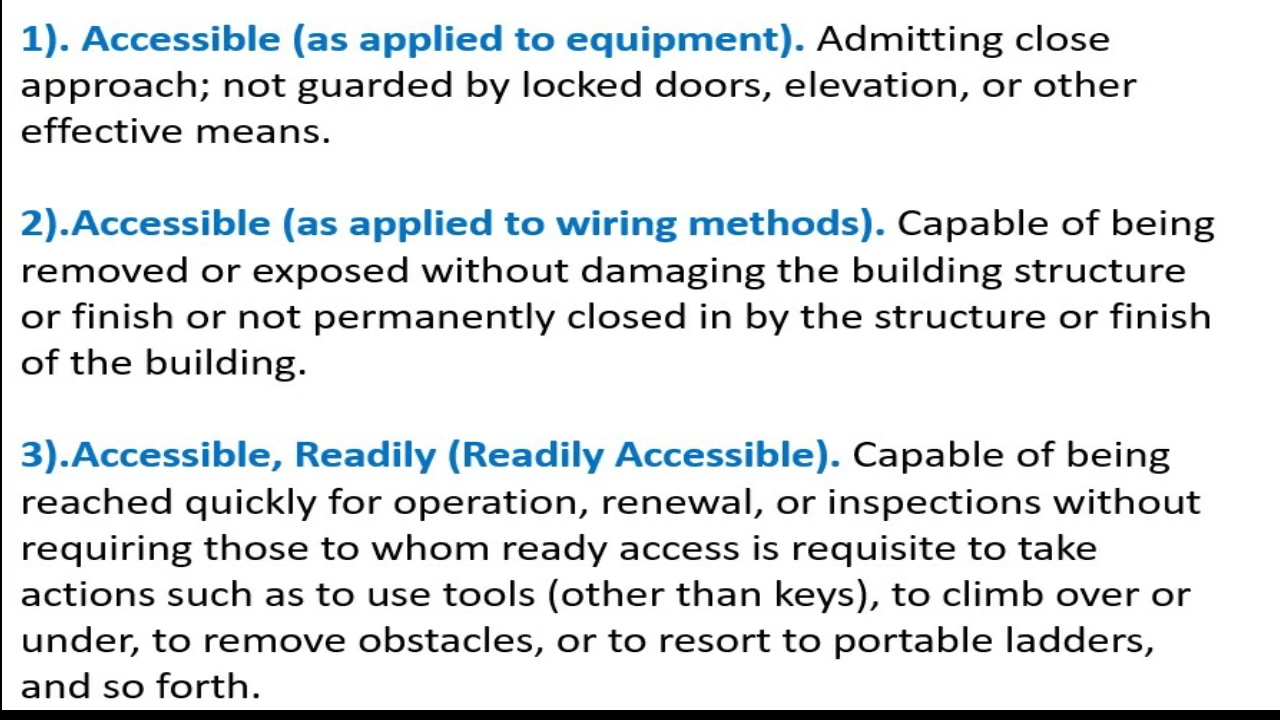 1). Accessible (as applied to equipment). Admitting close
approach; not guarded by locked doors, elevation, or other
effective means.
2).Accessible (as applied to wiring methods). Capable of being
removed or exposed without damaging the building structure
or finish or not permanently closed in by the structure or finish
of the building.
3).Accessible, Readily (Readily Accessible). Capable of being
reached quickly for operation, renewal, or inspections without
requiring those to whom ready access is requisite to take
actions such as to use tools (other than keys), to climb over or
under, to remove obstacles, or to resort to portable ladders,
and so forth.